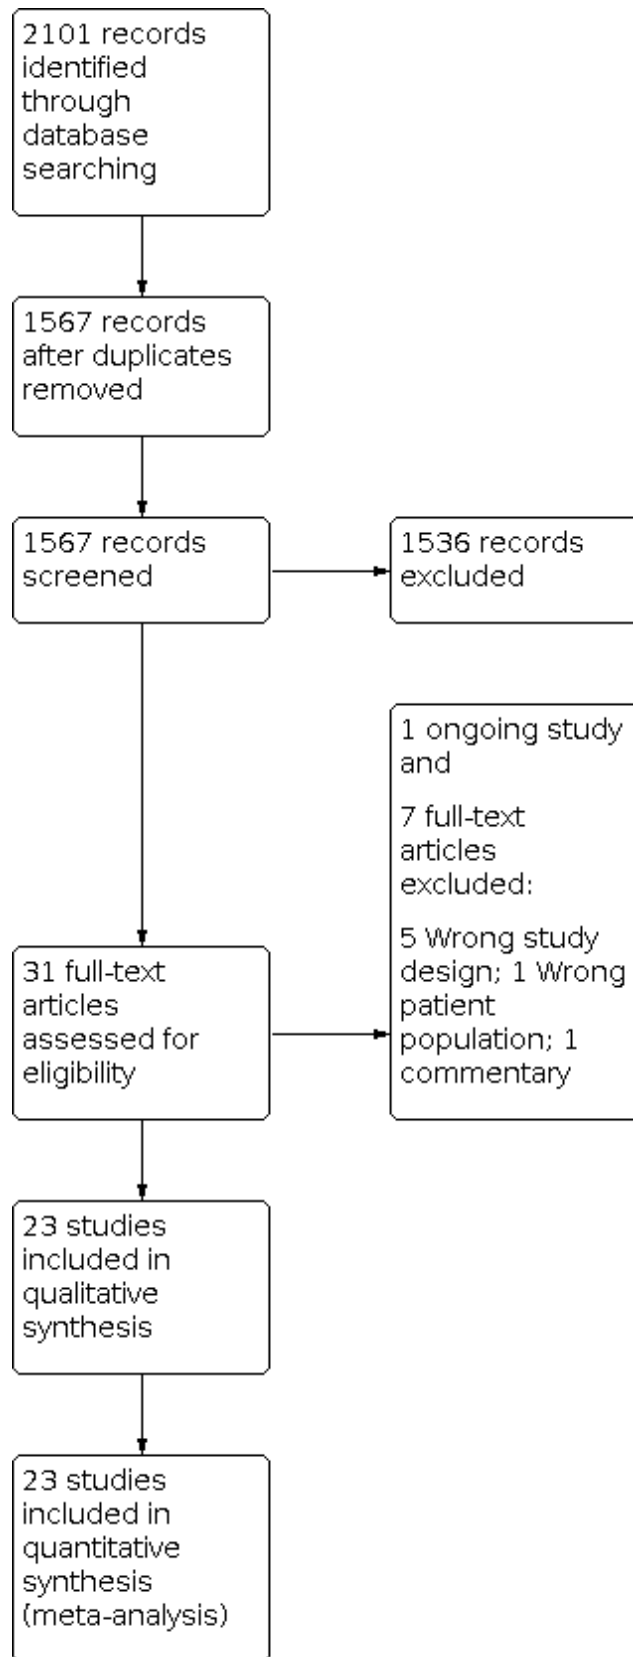 2101 records
identified
through
database
searching
1567 records
after duplicates
removed
1567 records
screened
1536 records
excluded
1 ongoing study
and
7 full-text
articles
excluded:
5 Wrong study
design; 1 Wrong
patient
population; 1
commentary
31 full-text
articles
assessed for
eligibility
23 studies
included in
qualitative
synthesis
23 studies
included in
quantitative
synthesis
(meta-analysis)